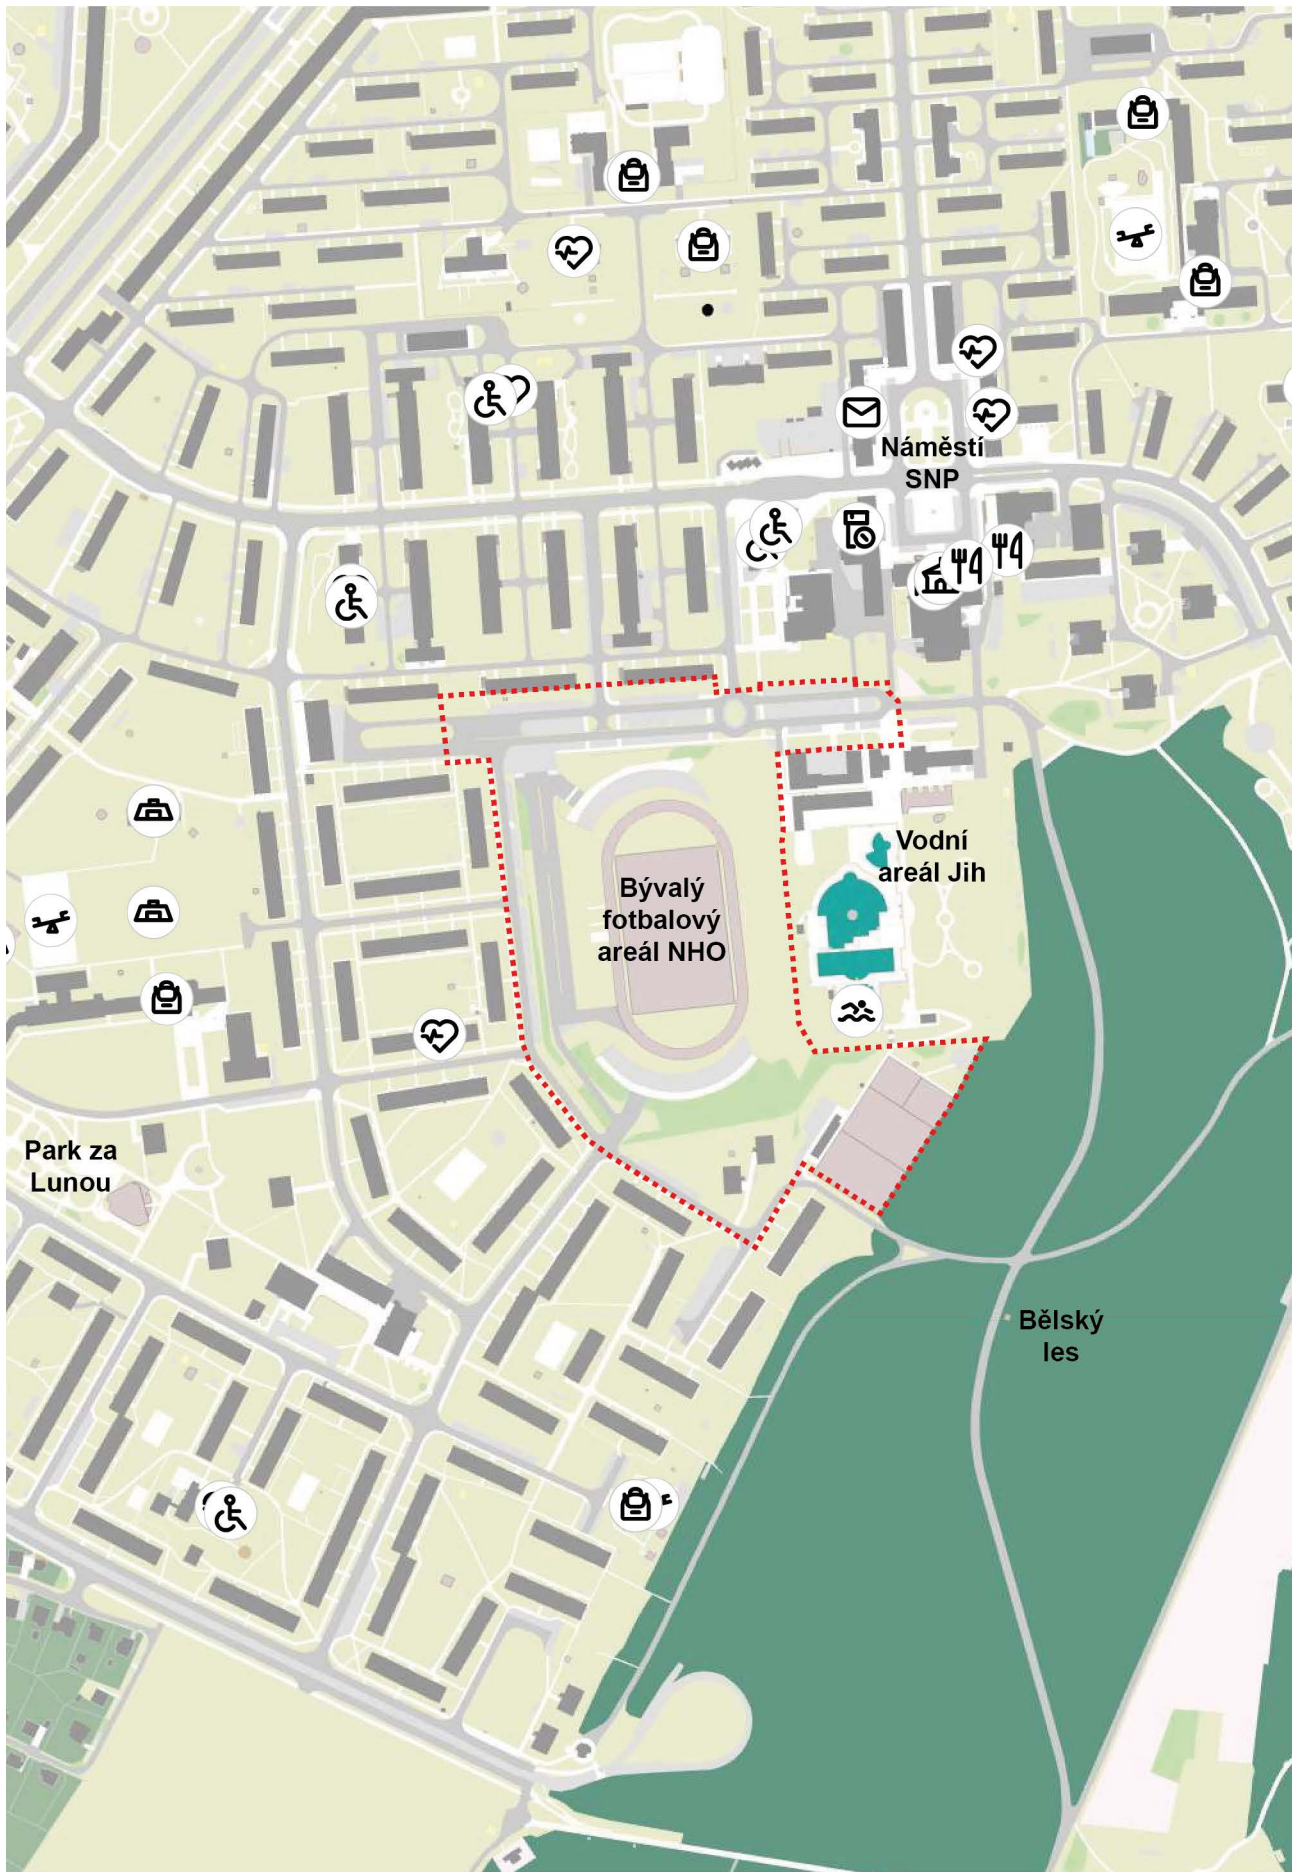 Náměstí
SNP
Vodní
areál Jih
Bývalý
fotbalový
areál NHO
Park za
Lunou
Bělský
les